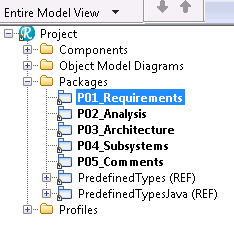 Entire Model View
Project
Components
Object Model Diagrams
Packages
P01_Requirements
P02_Analysis
P03_Architecture
P04_Subsystems
P05_Comments
PredefinedTypes (REF)
PredefinedTypesJava (REF)
Profiles